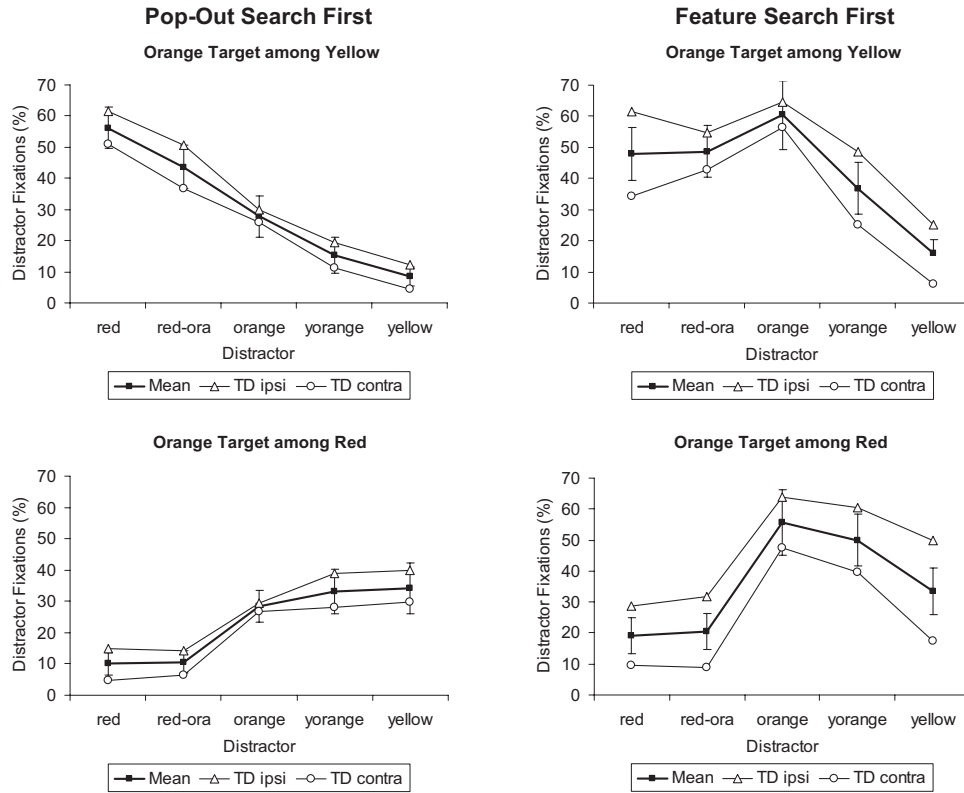 Pop-Out Search First
Feature Search First
Orange Target among Yellow
Distractor Fixations (%)
70
60
50
40
30
20
10
0
red red-ora orange yorange yellow
Distractor
Mean TD ipsi TD contra
Orange Target among Yellow
Distractor Fixations (%)
70
60
50
40
30
20
10
0
red red-ora orange yorange yellow
Distractor
Mean TD ipsi TD contra
Orange Target among Red
Distractor Fixations (%)
70
60
50
40
30
20
10
0
red red-ora orange yorange yellow
Distractor
Mean TD ipsi TD contra
Orange Target among Red
Distractor Fixations (%)
70
60
50
40
30
20
10
0
red red-ora orange yorange yellow
Distractor
Mean TD ipsi TD contra